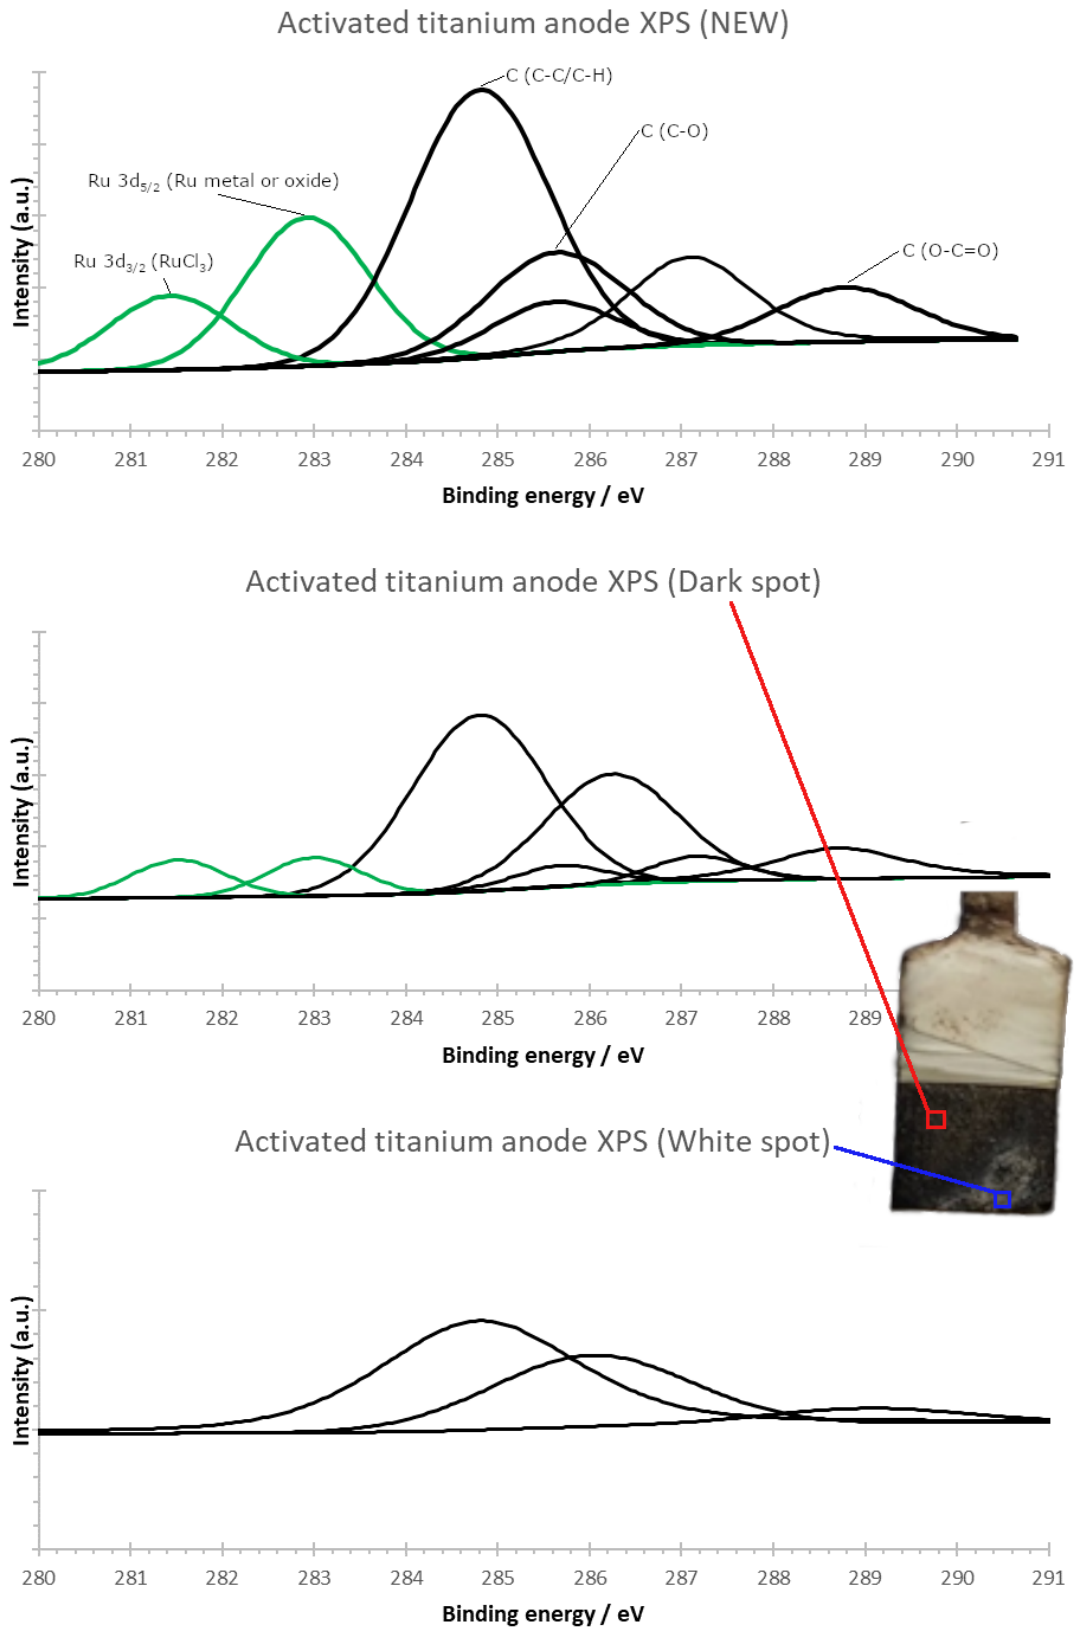 Activated titanium anode XPS (NEW)
C (C-C/C-H)
C (C-O)
Ru 3d5/2 (Ru metal or oxide)
Ru 3d3/2 (RuCl3)
C (O-C=O)
Intensity (a.u.)
280 281 282 283 284 285 286 287 288 289 290 291
Binding energy / eV
Activated titanium anode XPS (Dark spot)
Intensity (a.u.)
280 281 282 283 284 285 286 287 288 289
Binding energy / eV
Activated titanium anode XPS (White spot)
Intensity (a.u.)
280 281 282 283 284 285 286 287 288 289 290 291
Binding energy / eV